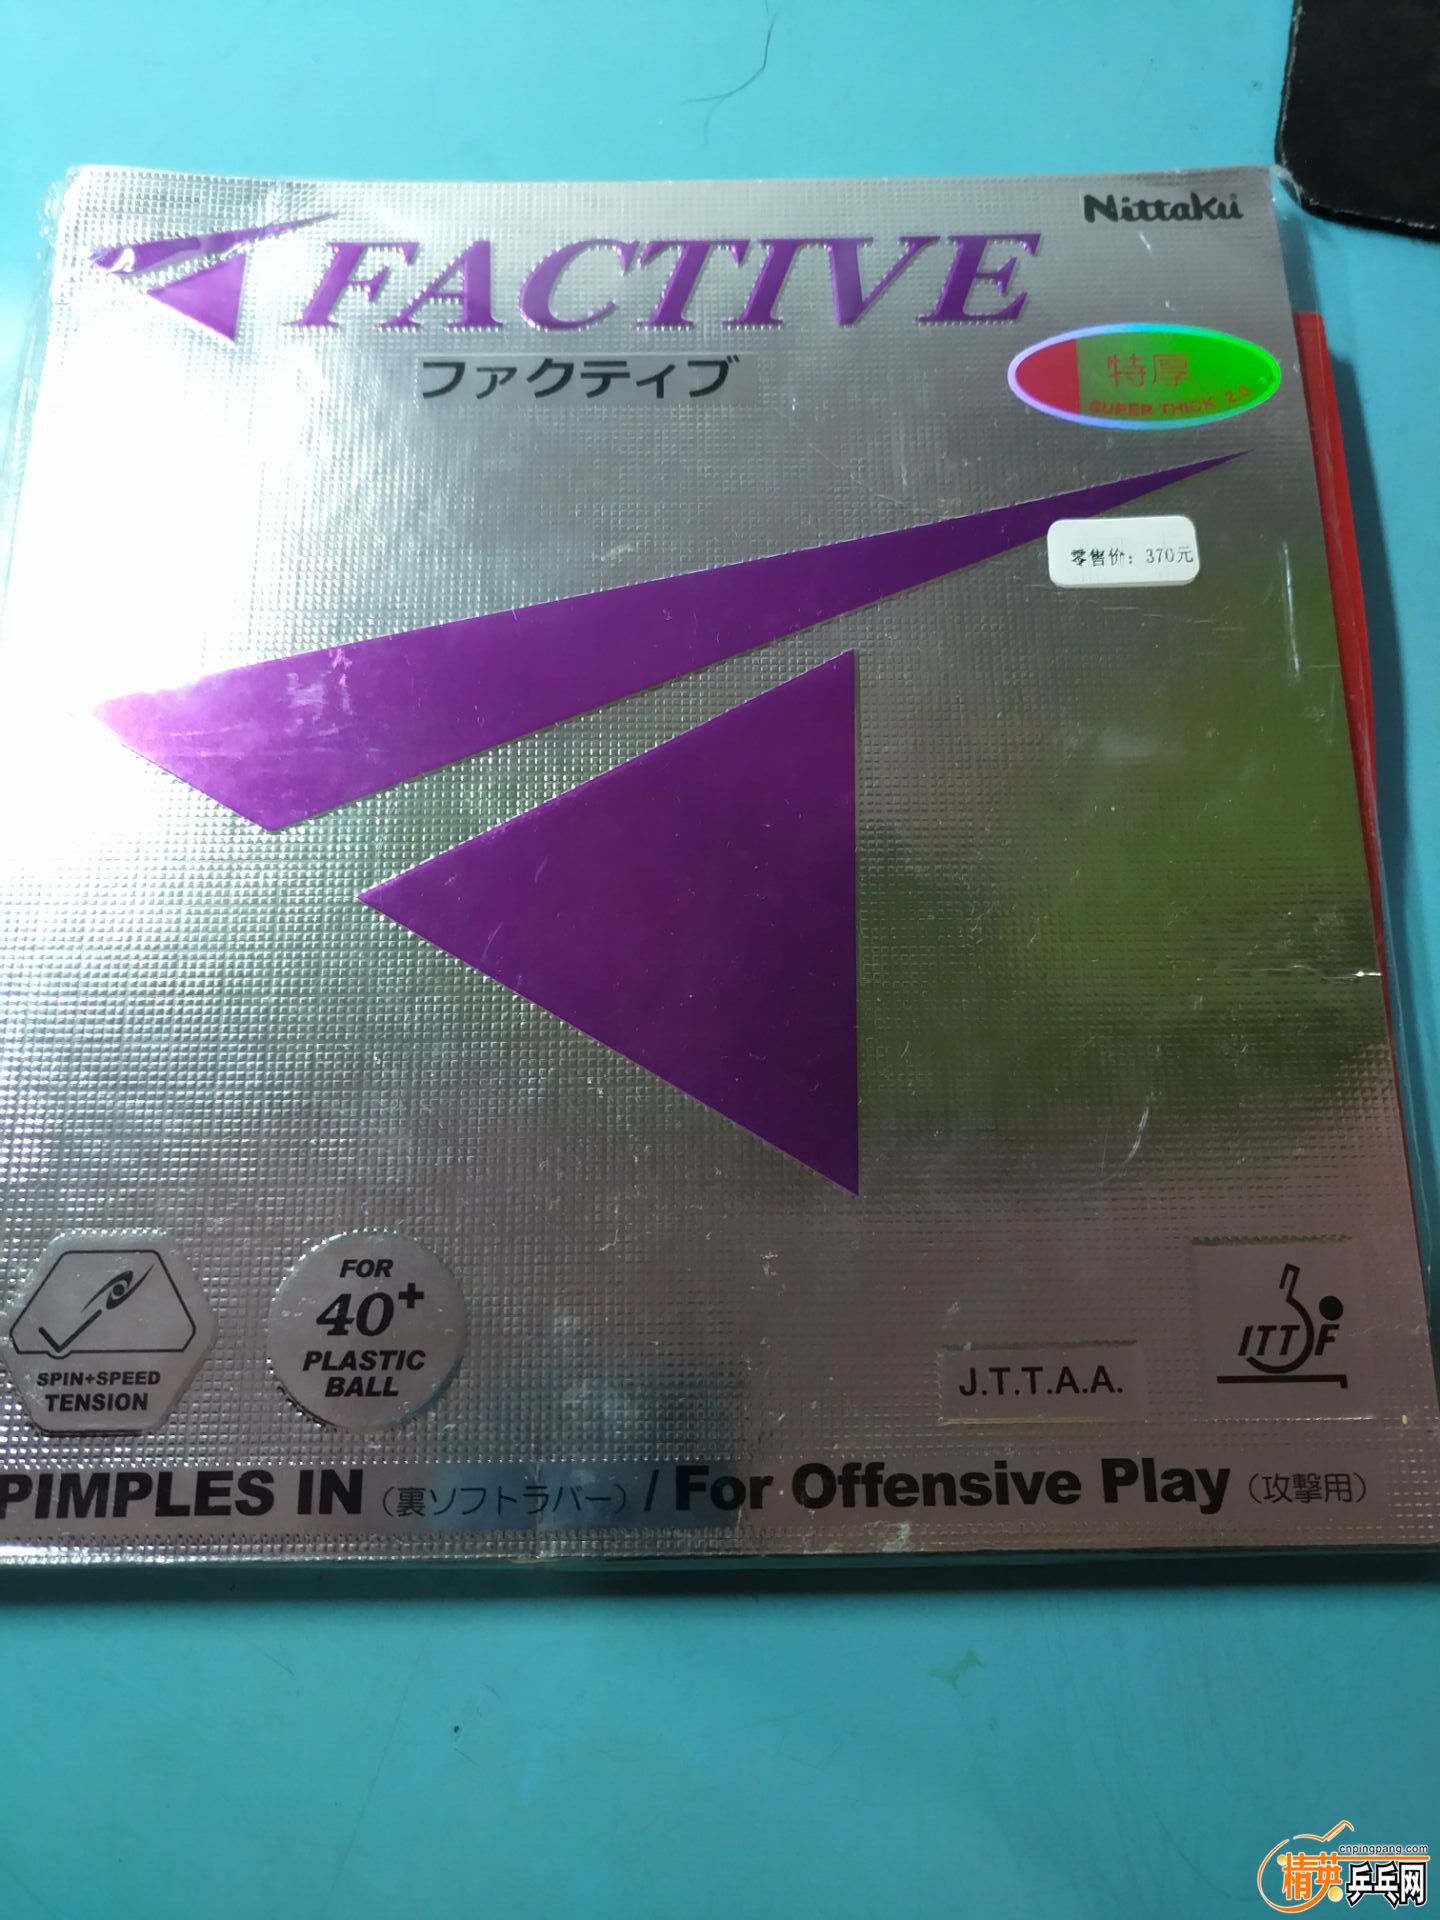 Nittaku
FACTIVE
ファクティブ
特厚
SUPER THICK 2.0
零售价: 370元
SPIN+SPEED
TENSION
FOR
40+
PLASTIC
BALL
J.T.T.A.A.
ITTF
PIMPLES IN (裏ソフトラバー) / For Offensive Play (攻撃用)
cnpingpang.com
精英乒乓网